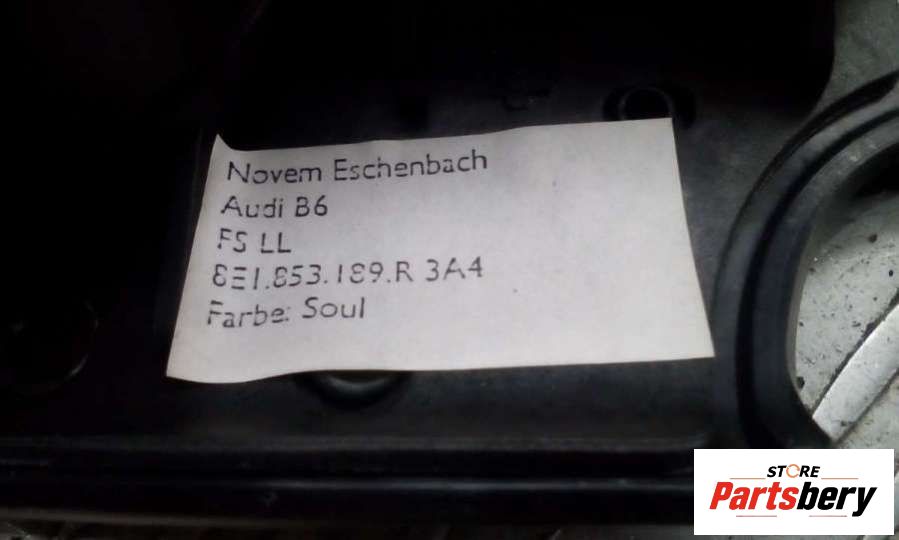 Novem Eschenbach
Audi B6
FS LL
8E1.853.189.R 3A4
Farbe: Soul
STORE
Partsbery